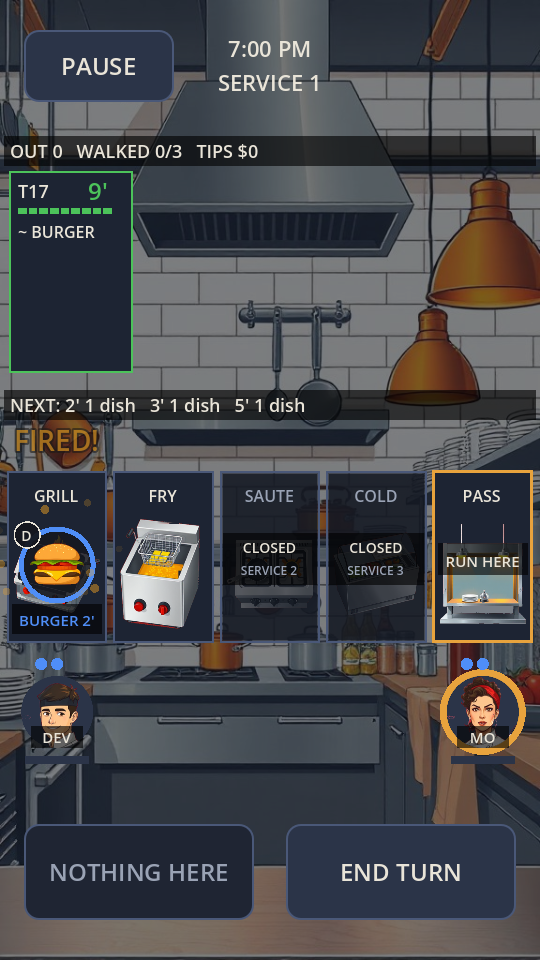 PAUSE
7:00 PM
SERVICE 1
OUT 0 WALKED 0/3 TIPS $0
T17 9'
~ BURGER
NEXT: 2' 1 dish 3' 1 dish 5' 1 dish
FIRED!
GRILL FRY SAUTE COLD PASS
D
CLOSED CLOSED
SERVICE 2 SERVICE 3
RUN HERE
BURGER 2'
DEV MO
NOTHING HERE END TURN